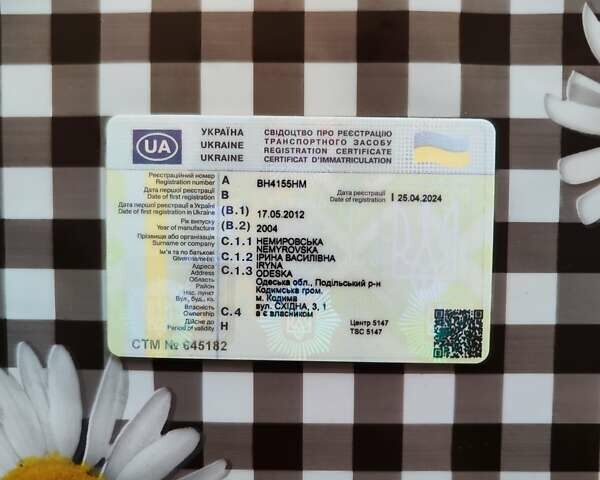 UA
УКРАЇНА
UKRAINE
UKRAINE
СВІДОЦТВО ПРО РЕЄСТРАЦІЮ
ТРАНСПОРТНОГО ЗАСОБУ
REGISTRATION CERTIFICATE
CERTIFICAT D'IMMATRICULATION
Реєстраційний номер
Registration number A BH4155HM
Дата першої реєстрації
Date of first registration B
Дата реєстрації
Date of registration I 25.04.2024
Дата першої реєстрації в Україні
Date of first registration in Ukraine (B.1) 17.05.2012
Рік випуску
Year of manufacture (B.2) 2004
Прізвище або організація
Surname or company C.1.1 НЕМИРОВСЬКА
NEMYROVSKA
Ім'я та по батькові
Given name(s) C.1.2 ІРИНА ВАСИЛІВНА
IRYNA
Адреса
Address C.1.3 ODESKA
Область Одеська обл., Подільський р-н
Район Кодимська гром.
Нас. пункт м. Кодима
Вул., буд., кв. вул. СХІДНА, 3, 1
Власність
Ownership C.4 в є власником
Дійсне до
Period of validity H
Центр 5147
TSC 5147
СТМ № 645182